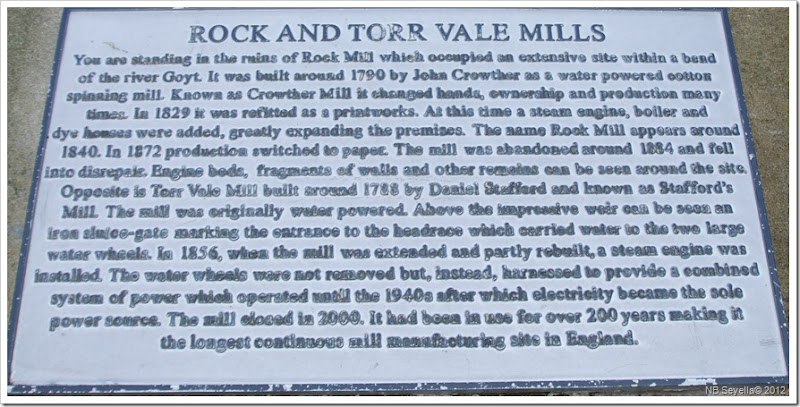 ROCK AND TORR VALE MILLS
You are standing in the ruins of Rock Mill which occupied an extensive site within a bend
of the river Goyt. It was built around 1790 by John Crowther as a water powered cotton
spinning mill. Known as Crowther Mill it changed hands, ownership and production many
times. In 1829 it was refitted as a printworks. At this time a steam engine, boiler and
dye houses were added, greatly expanding the premises. The name Rock Mill appears around
1840. In 1872 production switched to paper. The mill was abandoned around 1884 and fell
into disrepair. Engine beds, fragments of walls and other remains can be seen around the site.
Opposite is Torr Vale Mill built around 1788 by Daniel Stafford and known as Stafford's
Mill. The mill was originally water powered. Above the impressive weir can be seen an
iron sluice-gate marking the entrance to the headrace which carried water to the two large
water wheels. In 1856, when the mill was extended and partly rebuilt, a steam engine was
installed. The water wheels were not removed but, instead, harnessed to provide a combined
system of power which operated until the 1940s after which electricity became the sole
power source. The mill closed in 2000. It had been in use for over 200 years making it
the longest continuous mill manufacturing site in England.
NB Seyella© 2012